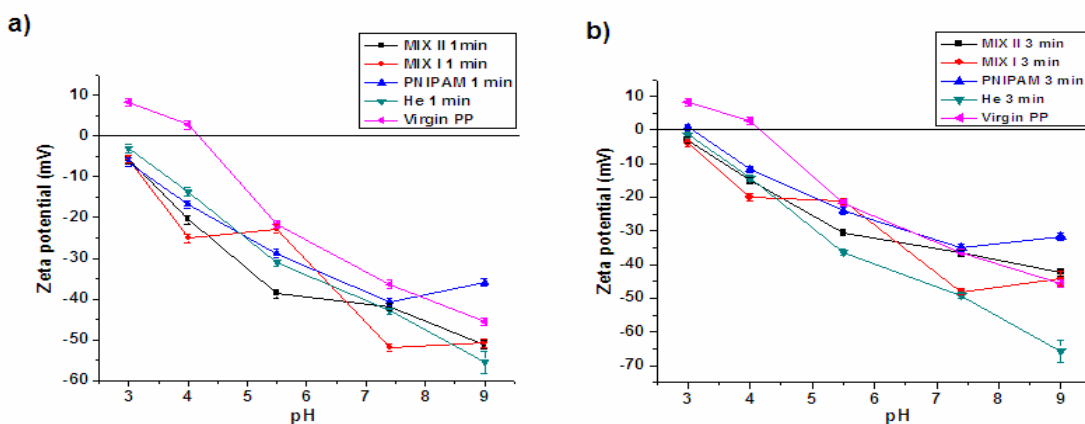 a)
MIX II 1min
MIX I 1 min
PNIPAM 1 min
He 1 min
Virgin PP
10
0
-10
-20
-30
-40
-50
-60
Zeta potential (mV)
3 4 5 6 7 8 9
pH
b)
MIX II 3 min
MIX I 3 min
PNIPAM 3 min
He 3 min
Virgin PP
10
0
-10
-20
-30
-40
-50
-60
-70
Zeta potential (mV)
3 4 5 6 7 8 9
pH